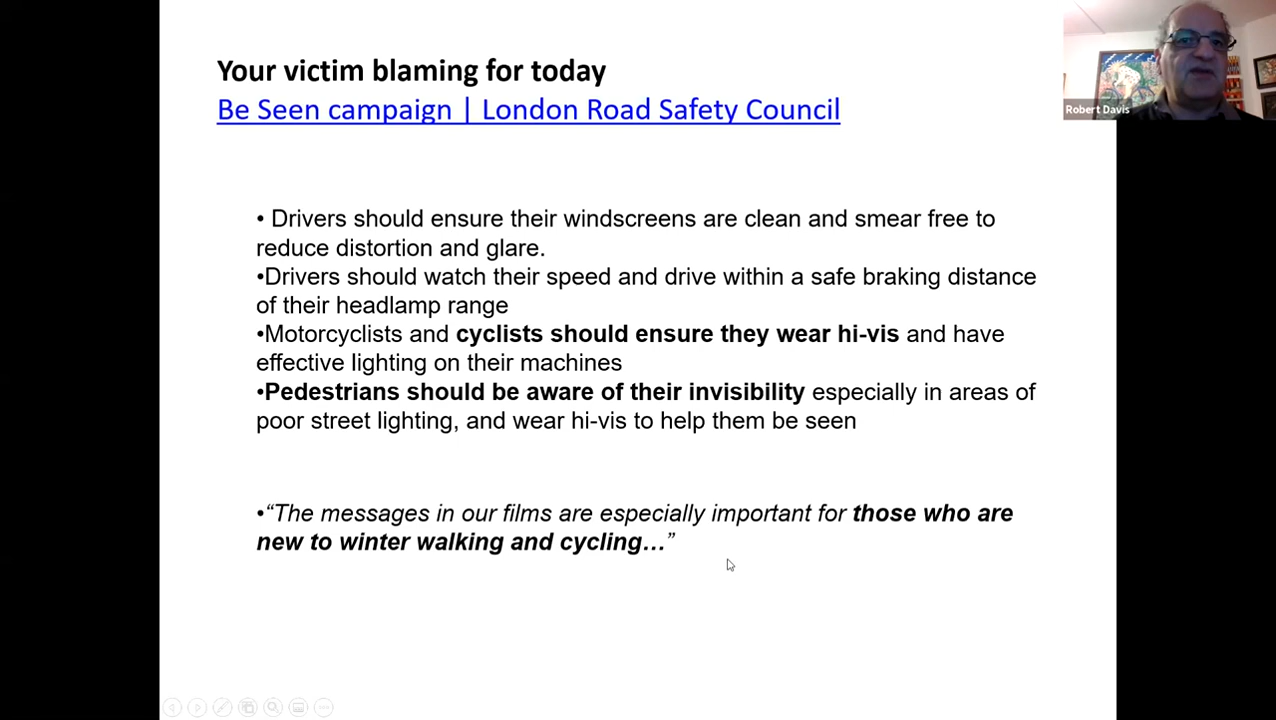 Your victim blaming for today
Be Seen campaign | London Road Safety Council
Robert Davis
• Drivers should ensure their windscreens are clean and smear free to
reduce distortion and glare.
•Drivers should watch their speed and drive within a safe braking distance
of their headlamp range
•Motorcyclists and cyclists should ensure they wear hi-vis and have
effective lighting on their machines
•Pedestrians should be aware of their invisibility especially in areas of
poor street lighting, and wear hi-vis to help them be seen
•“The messages in our films are especially important for those who are
new to winter walking and cycling…”